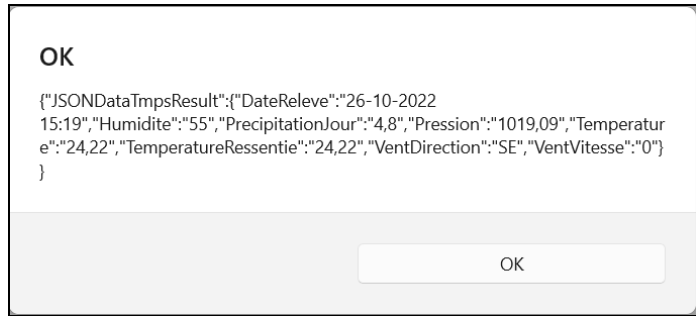 OK
{"JSONDataTmpsResult":{"DateReleve":"26-10-2022
15:19","Humidite":"55","PrecipitationJour":"4,8","Pression":"1019,09","Temperatur
e":"24,22","TemperatureRessentie":"24,22","VentDirection":"SE","VentVitesse":"0"}
}
OK